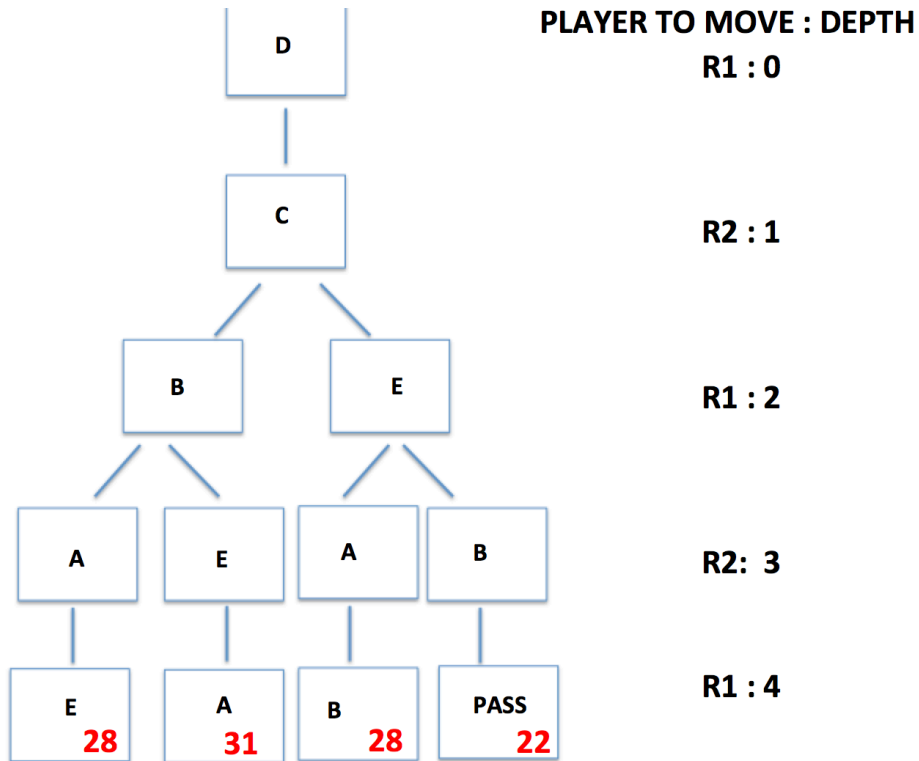 PLAYER TO MOVE : DEPTH
D
R1 : 0
C
R2 : 1
B E
R1 : 2
A E A B
R2: 3
E A B PASS
28 31 28 22
R1 : 4